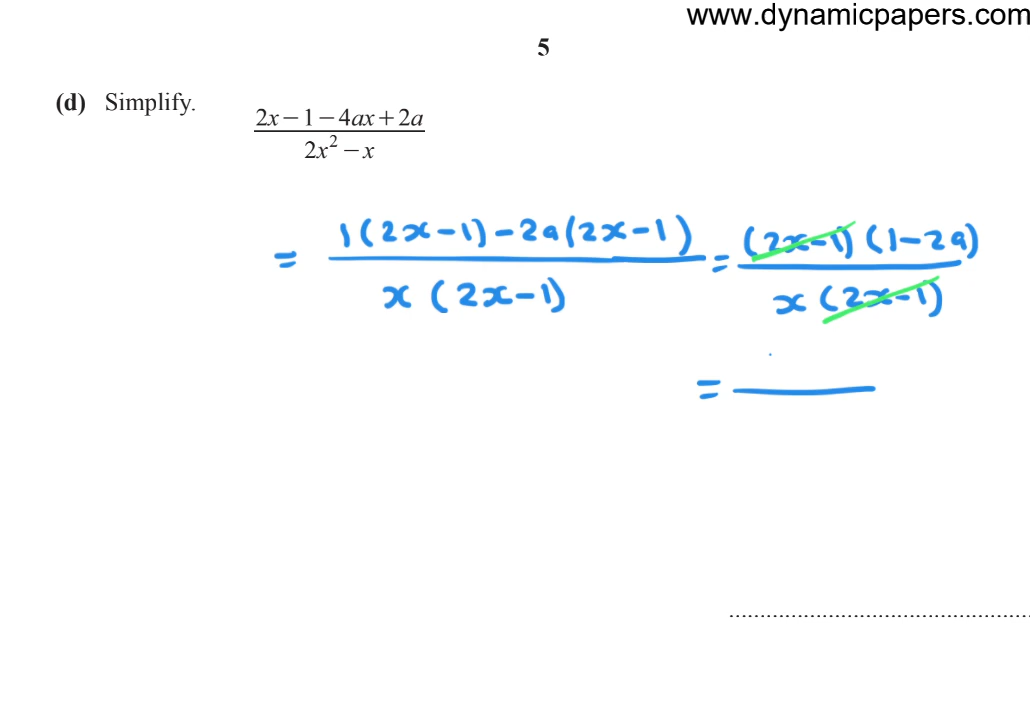 www.dynamicpapers.com
5
(d) Simplify.
2x − 1 − 4ax + 2a
2x² − x
= 1(2x−1)−2a(2x−1) / x(2x−1) = (2x−1)(1−2a) / x(2x−1)
=